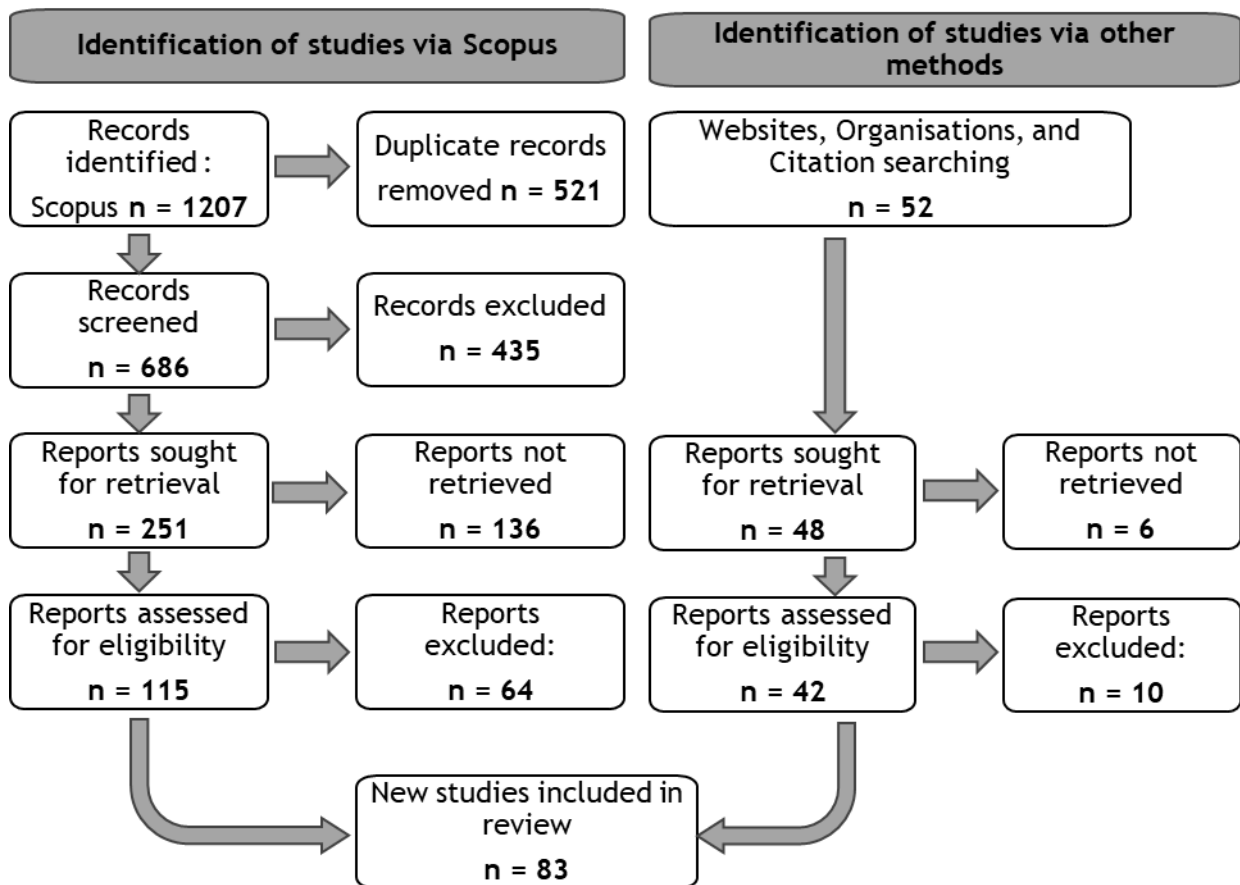 Identification of studies via Scopus
Identification of studies via other
methods
Records
identified :
Scopus n = 1207
Duplicate records
removed n = 521
Websites, Organisations, and
Citation searching
n = 52
Records
screened
n = 686
Records excluded
n = 435
Reports sought
for retrieval
n = 251
Reports not
retrieved
n = 136
Reports sought
for retrieval
n = 48
Reports not
retrieved
n = 6
Reports assessed
for eligibility
n = 115
Reports
excluded:
n = 64
Reports assessed
for eligibility
n = 42
Reports
excluded:
n = 10
New studies included in
review
n = 83